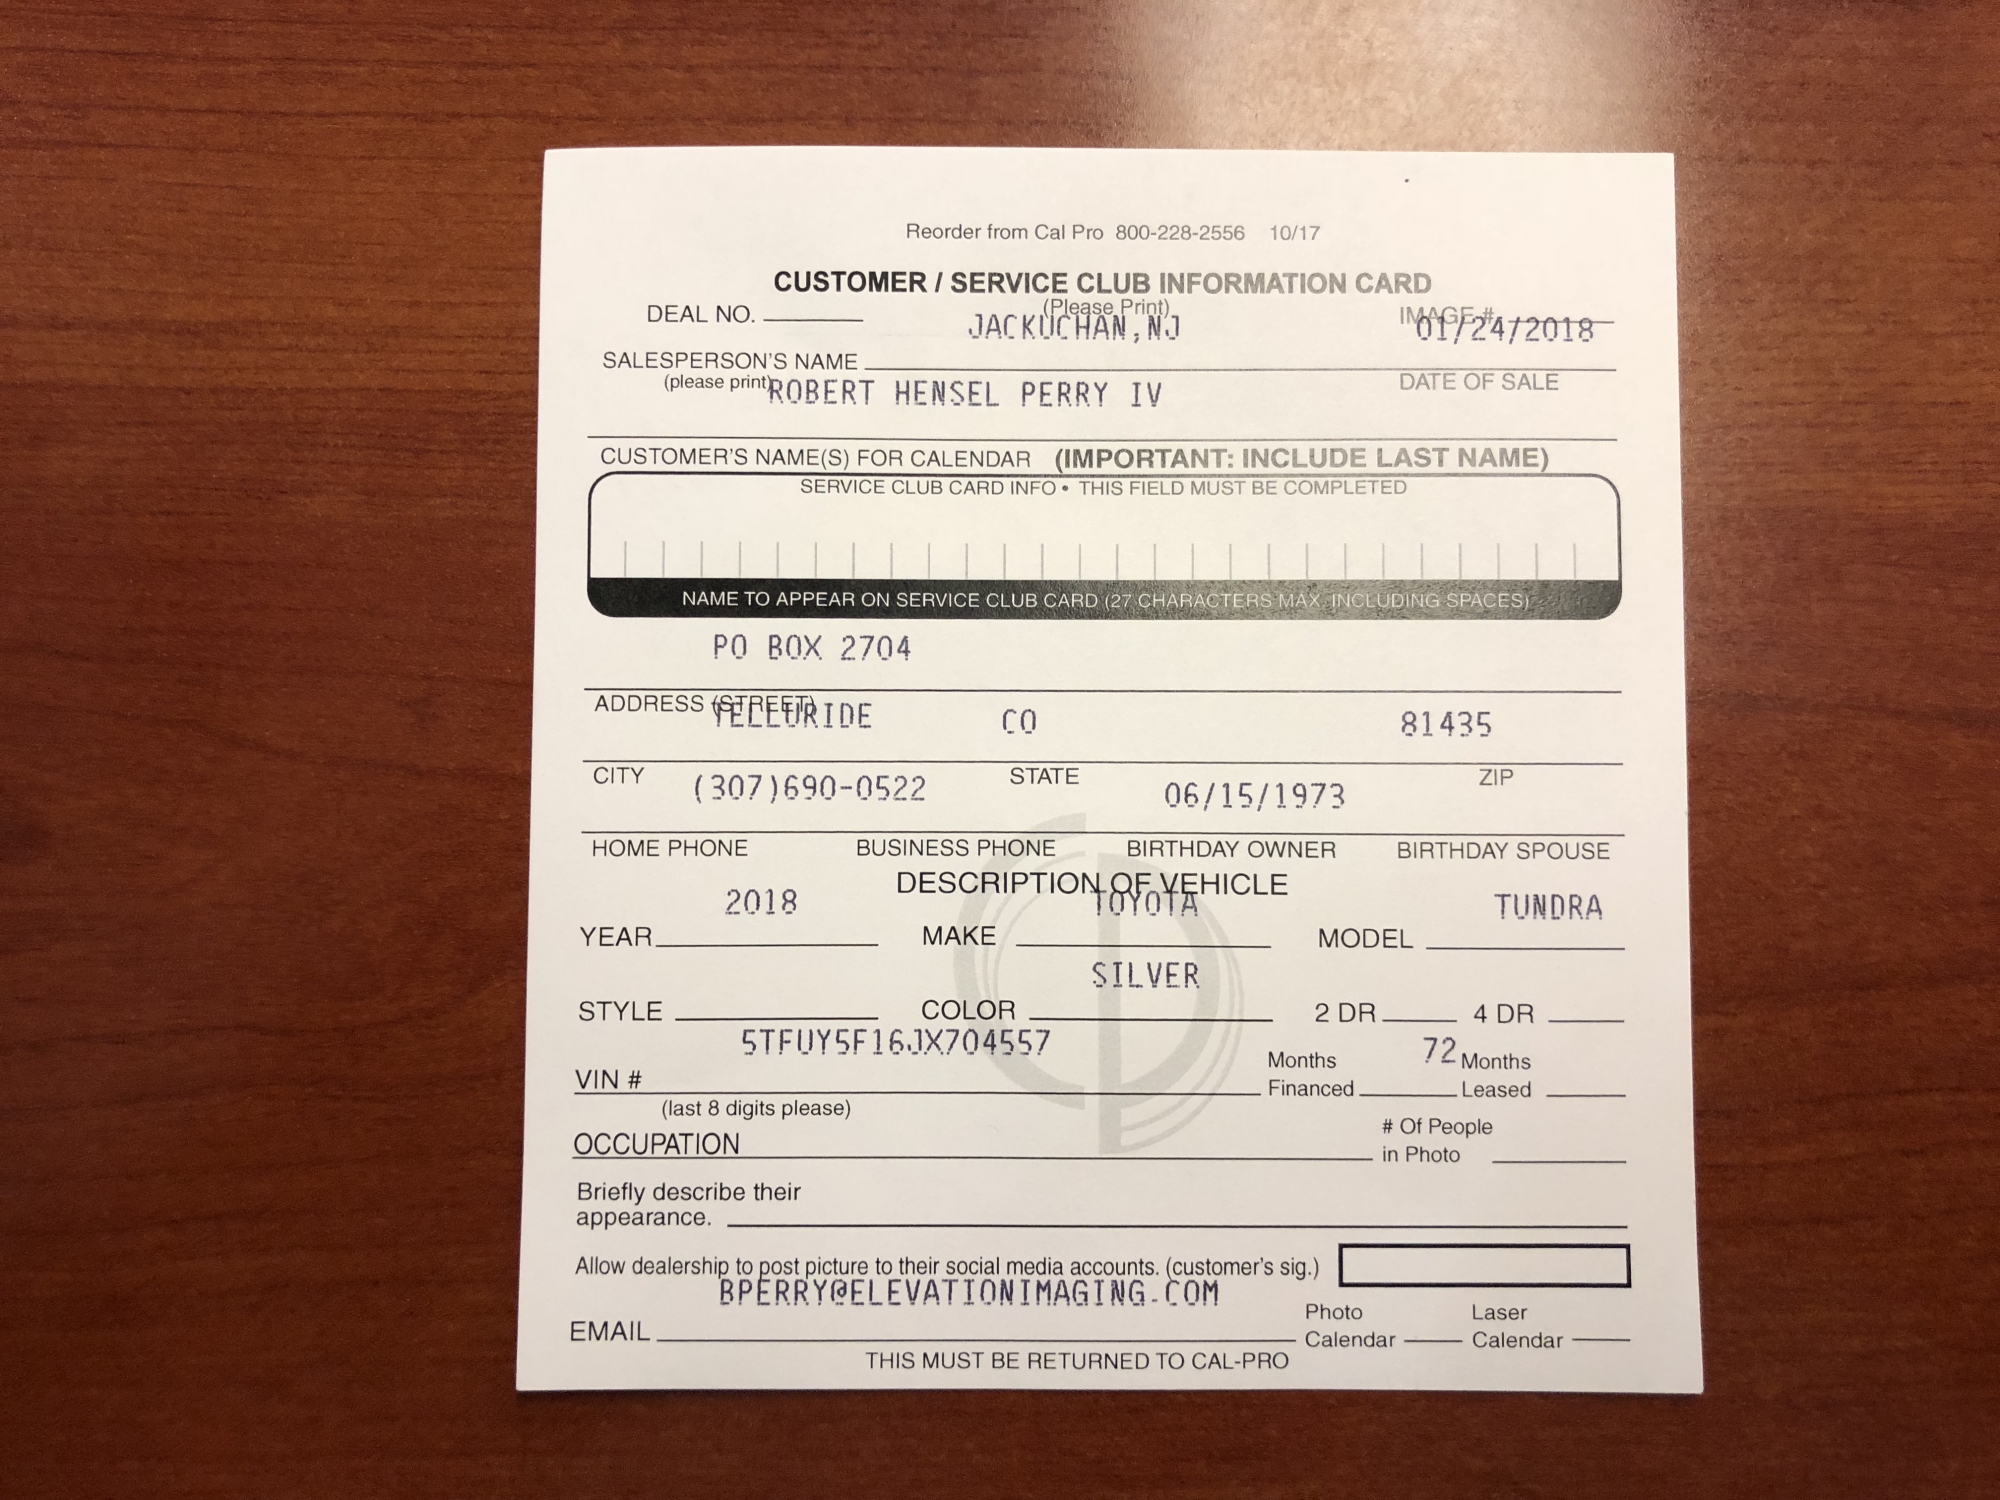 Reorder from Cal Pro 800-228-2556 10/17
CUSTOMER / SERVICE CLUB INFORMATION CARD
(Please Print)
DEAL NO. IMAGE #
JACKUCHAN,NJ 01/24/2018
SALESPERSON'S NAME
(please print) DATE OF SALE
ROBERT HENSEL PERRY IV
CUSTOMER'S NAME(S) FOR CALENDAR (IMPORTANT: INCLUDE LAST NAME)
SERVICE CLUB CARD INFO • THIS FIELD MUST BE COMPLETED
NAME TO APPEAR ON SERVICE CLUB CARD (27 CHARACTERS MAX, INCLUDING SPACES)
PO BOX 2704
ADDRESS (STREET)
TELLURIDE CO 81435
CITY STATE ZIP
(307)690-0522 06/15/1973
HOME PHONE BUSINESS PHONE BIRTHDAY OWNER BIRTHDAY SPOUSE
DESCRIPTION OF VEHICLE
2018 TOYOTA TUNDRA
YEAR MAKE MODEL
SILVER
STYLE COLOR 2 DR 4 DR
5TFUY5F16JX704557 72
VIN # Months Financed Months Leased
(last 8 digits please)
OCCUPATION # Of People in Photo
Briefly describe their
appearance.
Allow dealership to post picture to their social media accounts. (customer's sig.)
BPERRY@ELEVATIONIMAGING.COM
EMAIL Photo Calendar Laser Calendar
THIS MUST BE RETURNED TO CAL-PRO